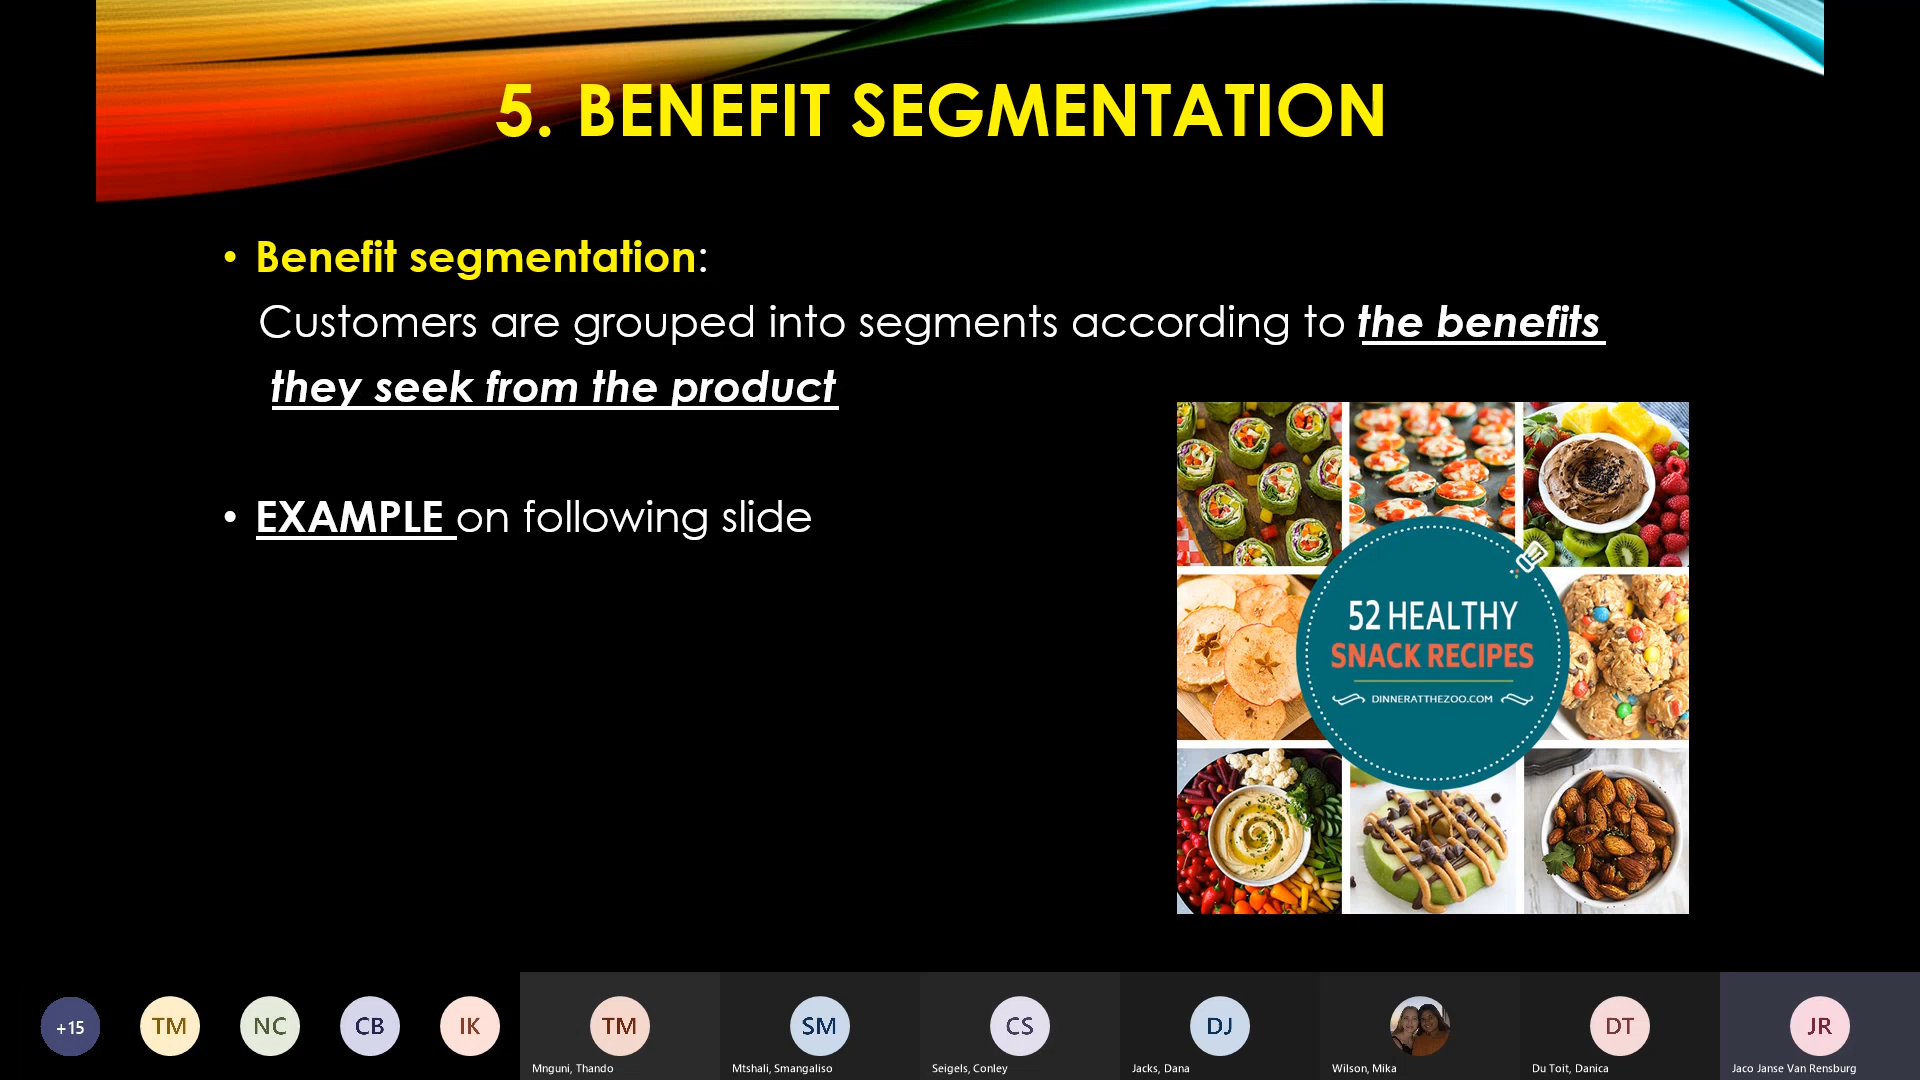 5. BENEFIT SEGMENTATION
• Benefit segmentation:
Customers are grouped into segments according to the benefits
they seek from the product
• EXAMPLE on following slide
52 HEALTHY
SNACK RECIPES
DINNERATTHEZOO.COM
+15
TM
NC
CB
IK
TM
SM
CS
DJ
DT
JR
Mnguni, Thando
Mtshali, Smangaliso
Seigels, Conley
Jacks, Dana
Wilson, Mika
Du Toit, Danica
Jaco Janse Van Rensburg